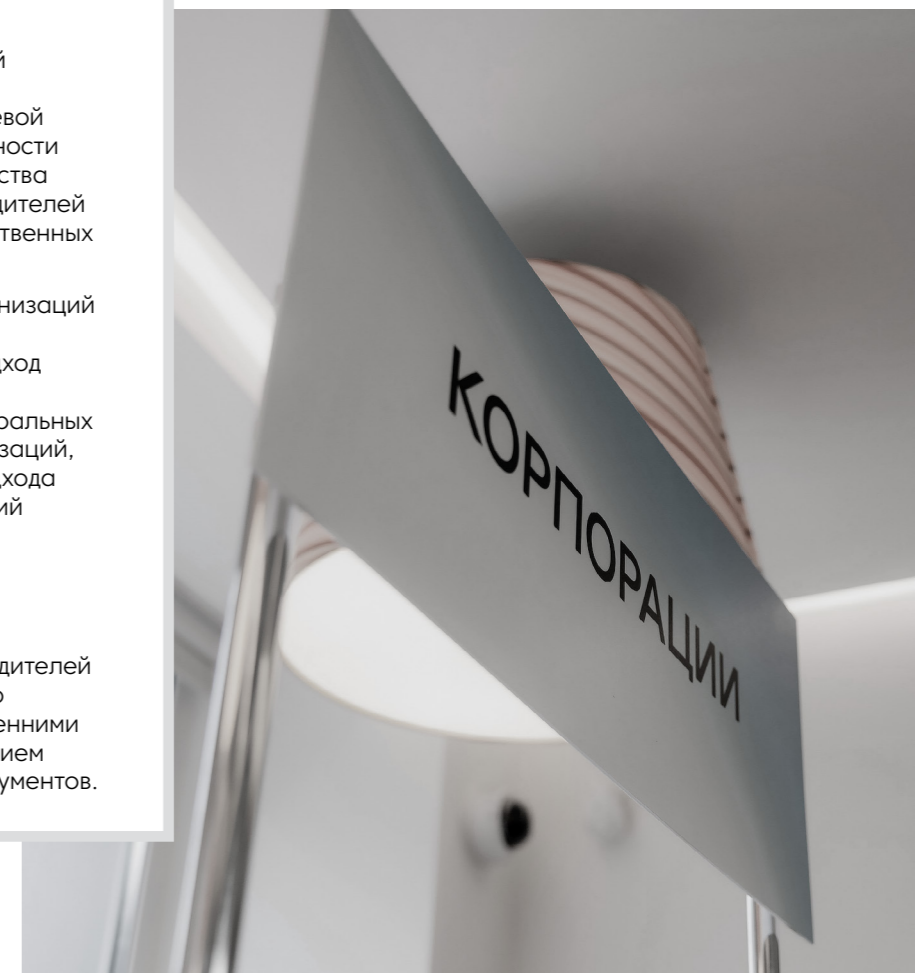 й
евой
ности
ства
дителей
твенных
низаций
дход
ральных
заций,
дхода
ий
дителей
о
енними
ием
ументов.
КОРПОРАЦИИ